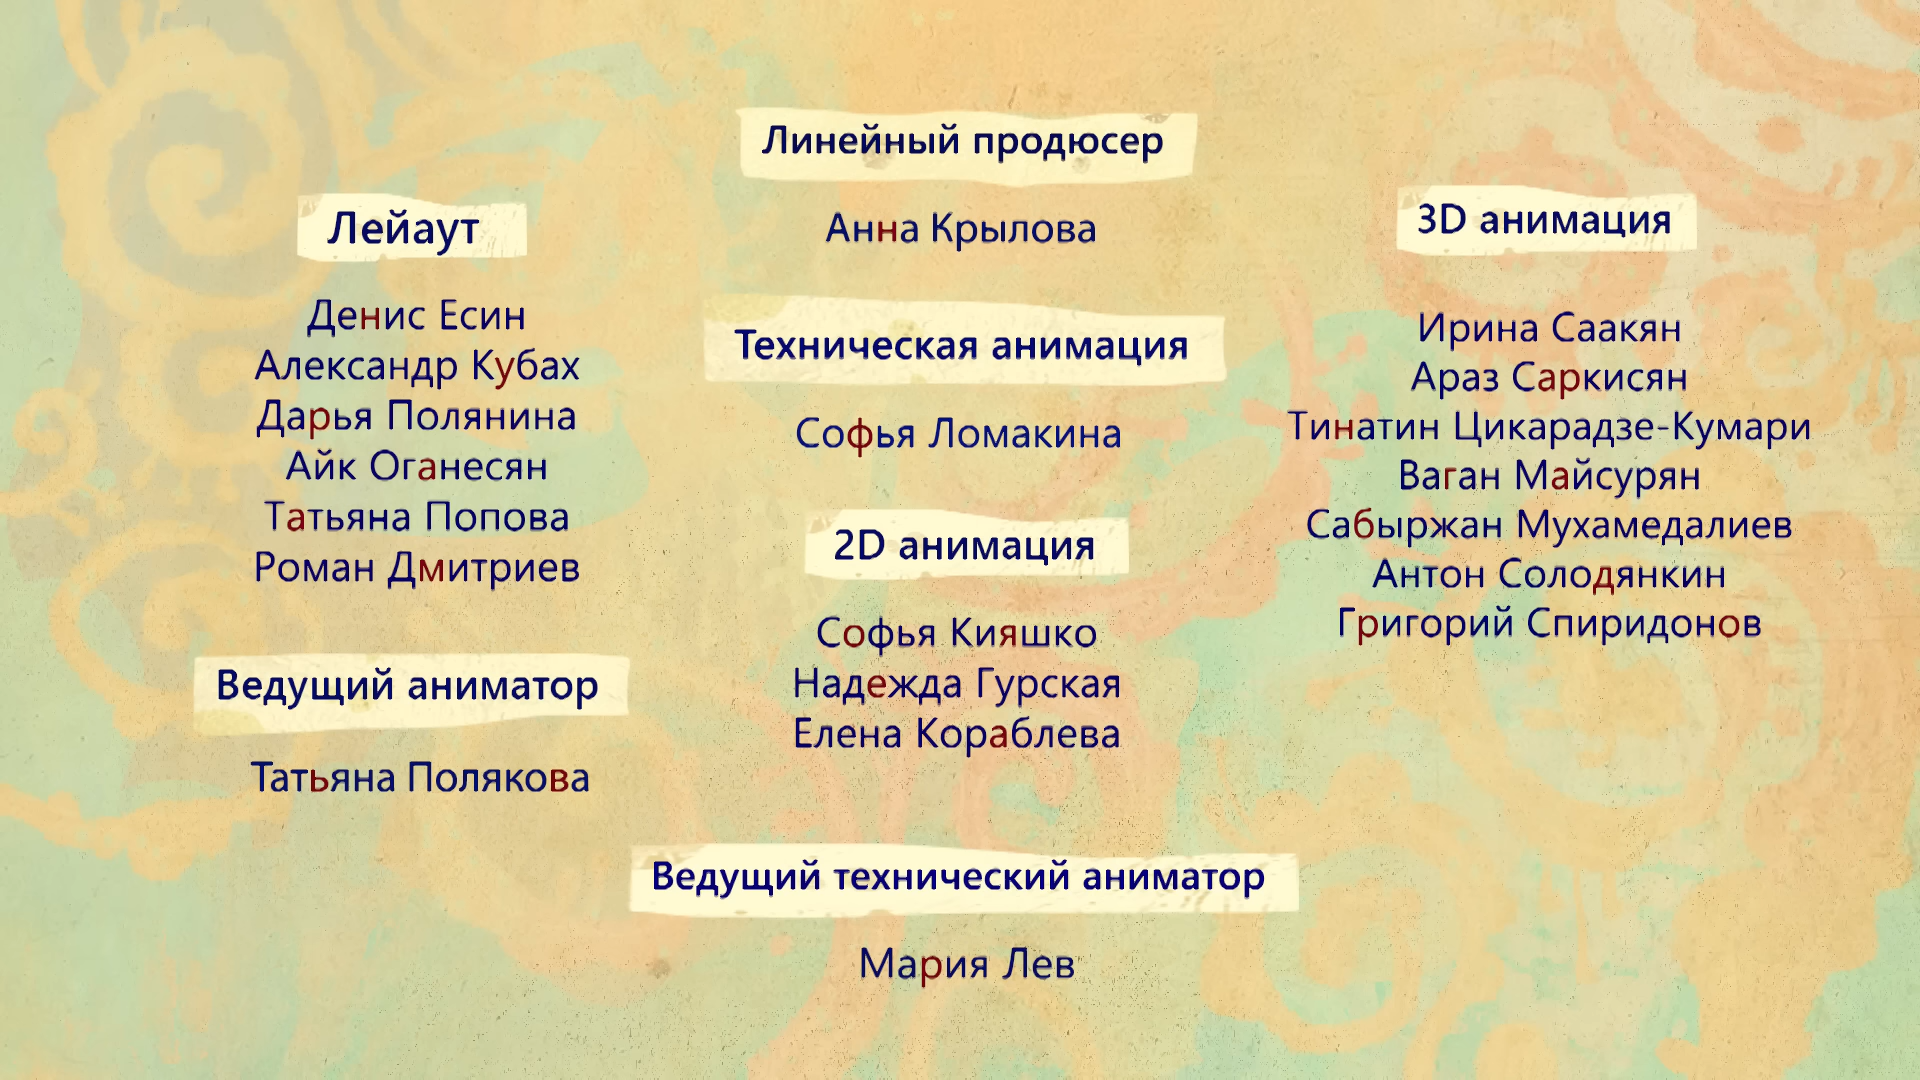 Линейный продюсер
Анна Крылова
Лейаут
Денис Есин
Александр Кубах
Дарья Полянина
Айк Оганесян
Татьяна Попова
Роман Дмитриев
Ведущий аниматор
Татьяна Полякова
Техническая анимация
Софья Ломакина
2D анимация
Софья Кияшко
Надежда Гурская
Елена Кораблева
3D анимация
Ирина Саакян
Араз Саркисян
Тинатин Цикарадзе-Кумари
Ваган Майсурян
Сабыржан Мухамедалиев
Антон Солодянкин
Григорий Спиридонов
Ведущий технический аниматор
Мария Лев